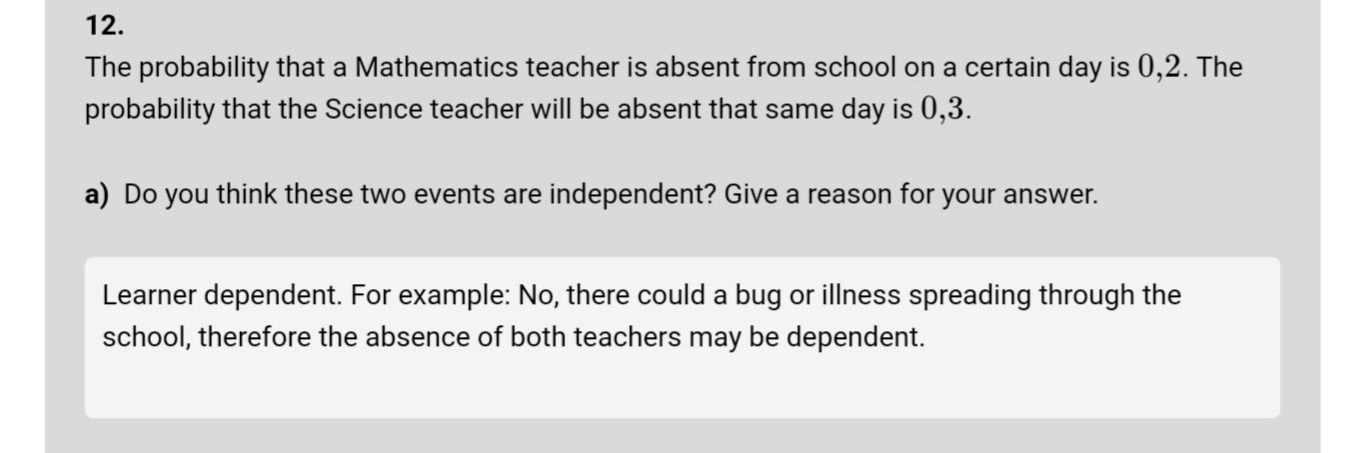 12.
The probability that a Mathematics teacher is absent from school on a certain day is 0,2. The
probability that the Science teacher will be absent that same day is 0,3.
a) Do you think these two events are independent? Give a reason for your answer.
Learner dependent. For example: No, there could a bug or illness spreading through the
school, therefore the absence of both teachers may be dependent.